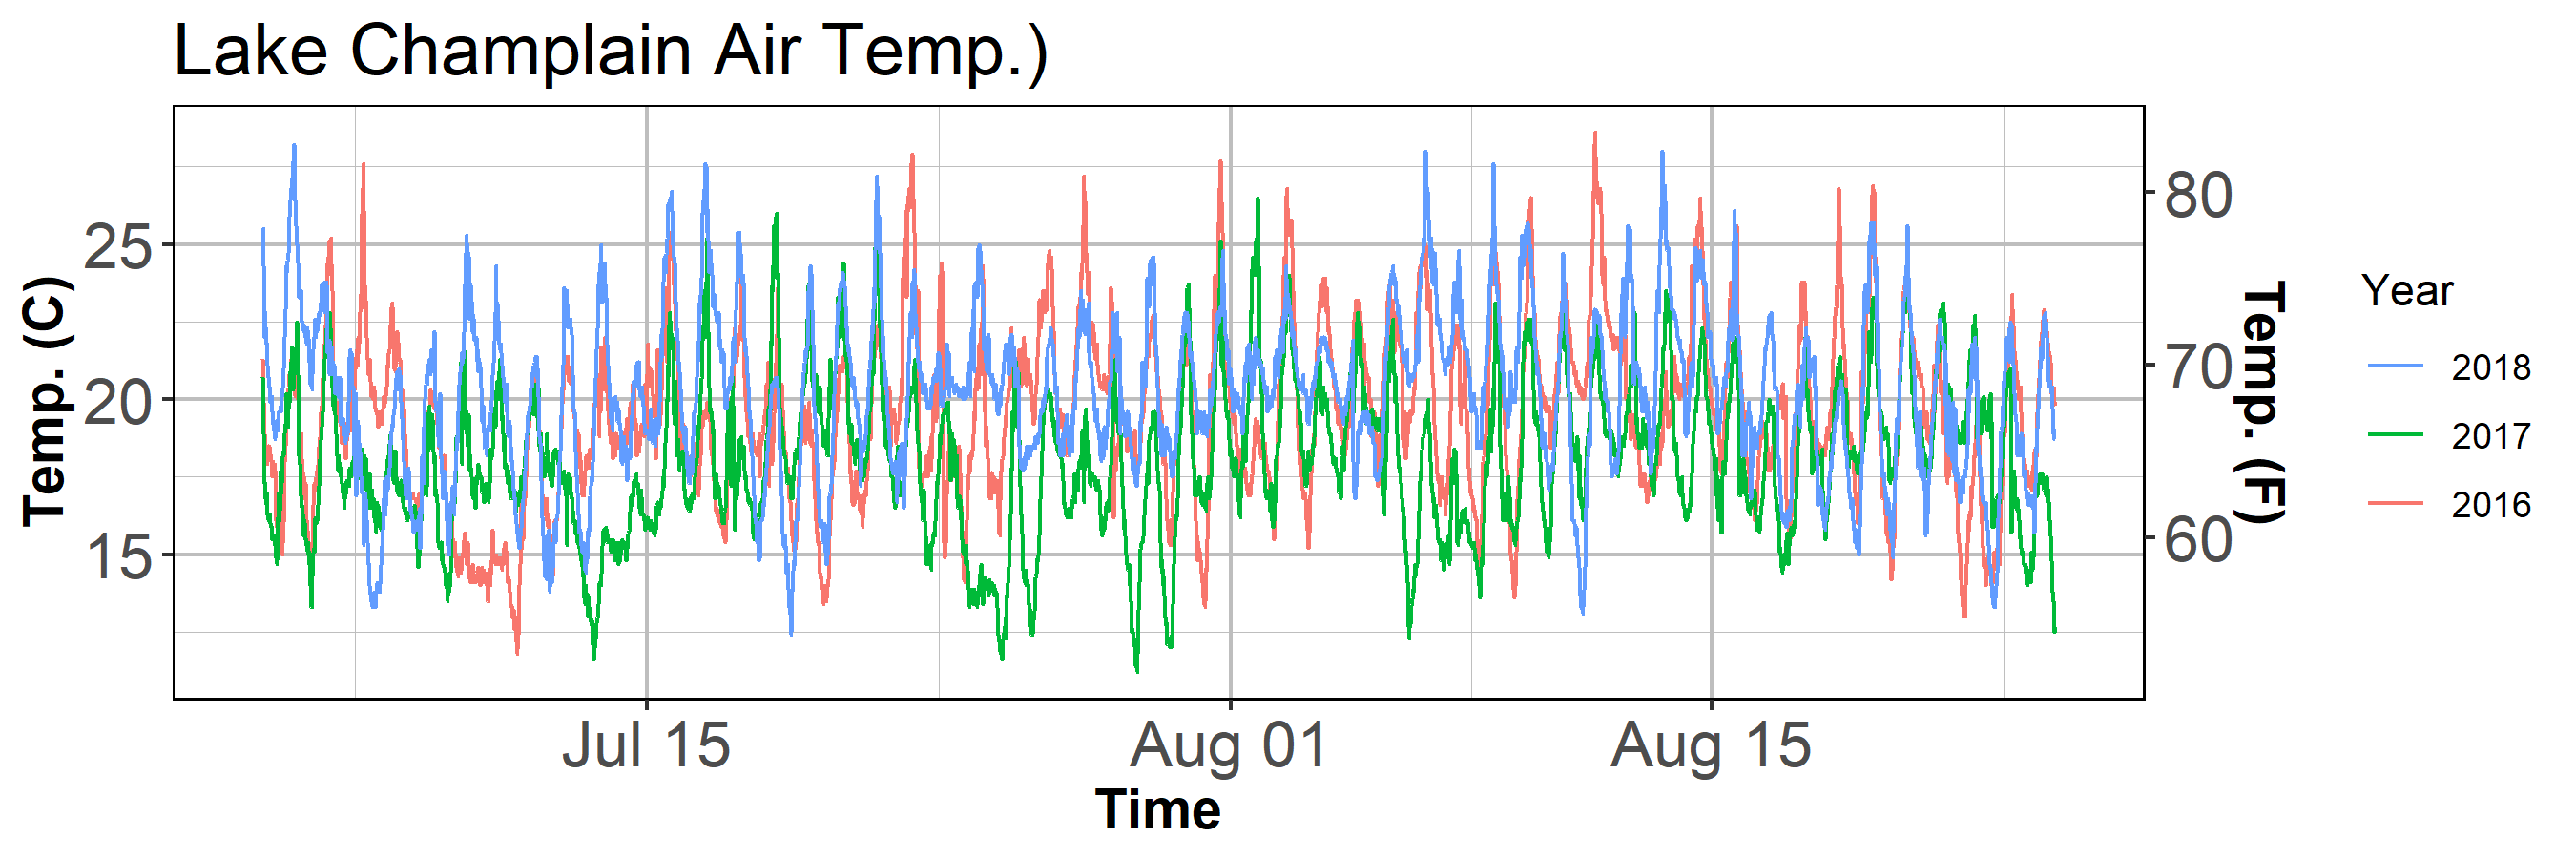 Lake Champlain Air Temp.)
Temp. (C)
25
20
15
80
70
60
Temp. (F)
Jul 15
Aug 01
Aug 15
Time
Year
2018
2017
2016